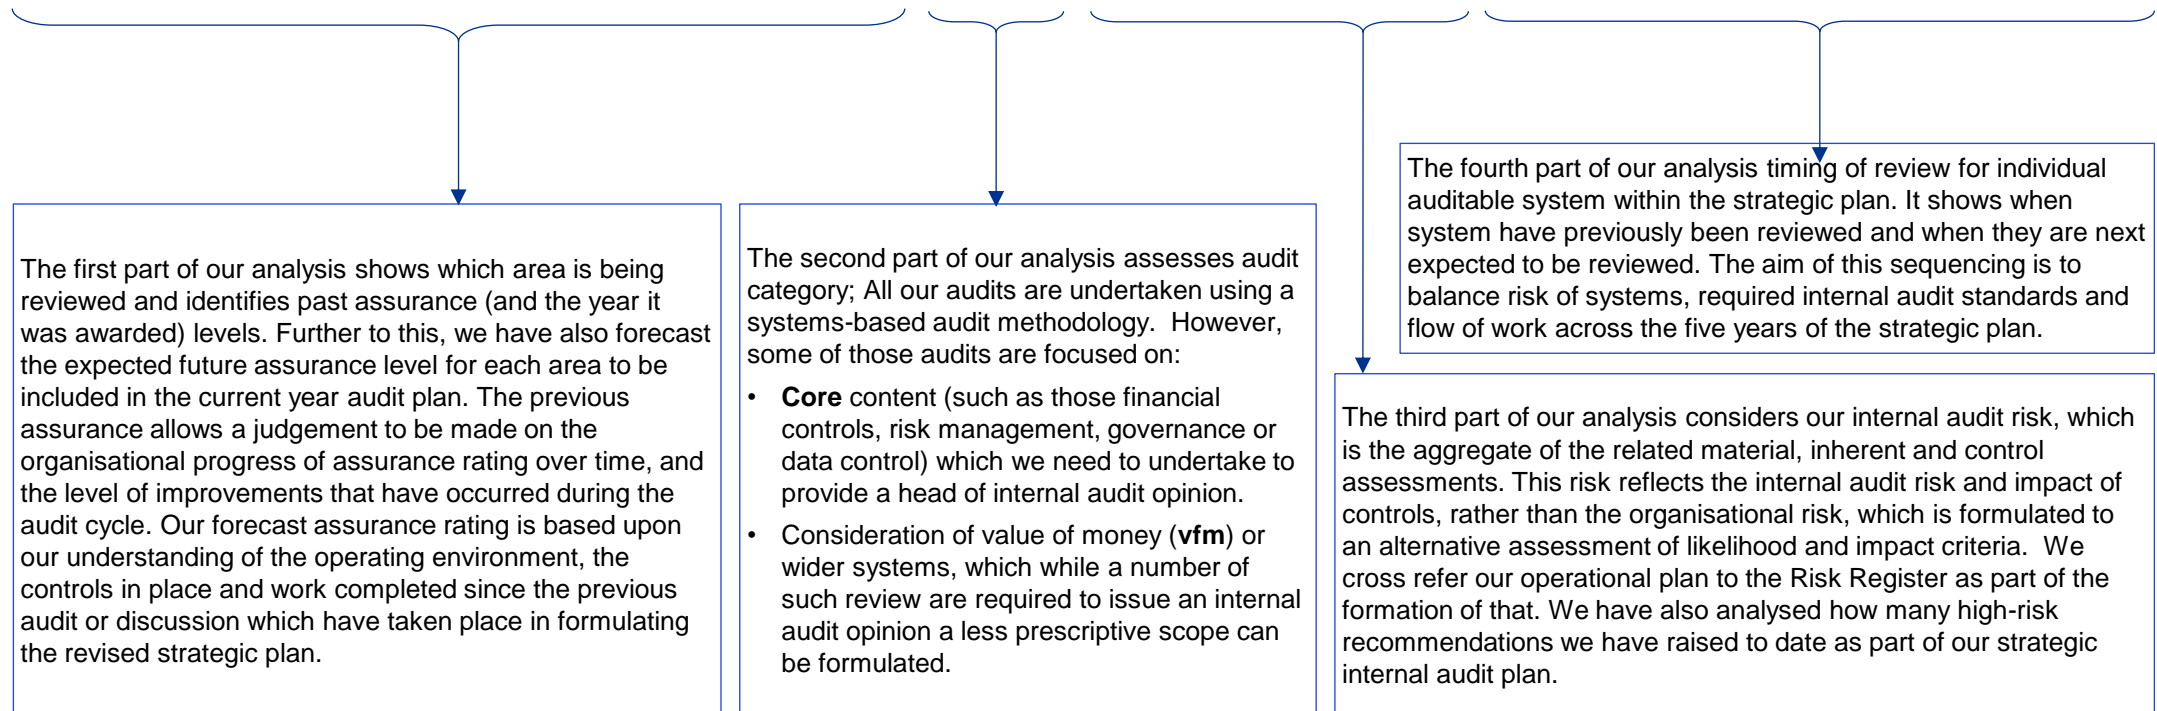 The first part of our analysis shows which area is being
reviewed and identifies past assurance (and the year it
was awarded) levels. Further to this, we have also forecast
the expected future assurance level for each area to be
included in the current year audit plan. The previous
assurance allows a judgement to be made on the
organisational progress of assurance rating over time, and
the level of improvements that have occurred during the
audit cycle. Our forecast assurance rating is based upon
our understanding of the operating environment, the
controls in place and work completed since the previous
audit or discussion which have taken place in formulating
the revised strategic plan.
The second part of our analysis assesses audit
category; All our audits are undertaken using a
systems-based audit methodology.  However,
some of those audits are focused on:
• Core content (such as those financial
controls, risk management, governance or
data control) which we need to undertake to
provide a head of internal audit opinion.
• Consideration of value of money (vfm) or
wider systems, which while a number of
such review are required to issue an internal
audit opinion a less prescriptive scope can
be formulated.
The third part of our analysis considers our internal audit risk, which
is the aggregate of the related material, inherent and control
assessments. This risk reflects the internal audit risk and impact of
controls, rather than the organisational risk, which is formulated to
an alternative assessment of likelihood and impact criteria.  We
cross refer our operational plan to the Risk Register as part of the
formation of that. We have also analysed how many high-risk
recommendations we have raised to date as part of our strategic
internal audit plan.
The fourth part of our analysis timing of review for individual
auditable system within the strategic plan. It shows when
system have previously been reviewed and when they are next
expected to be reviewed. The aim of this sequencing is to
balance risk of systems, required internal audit standards and
flow of work across the five years of the strategic plan.